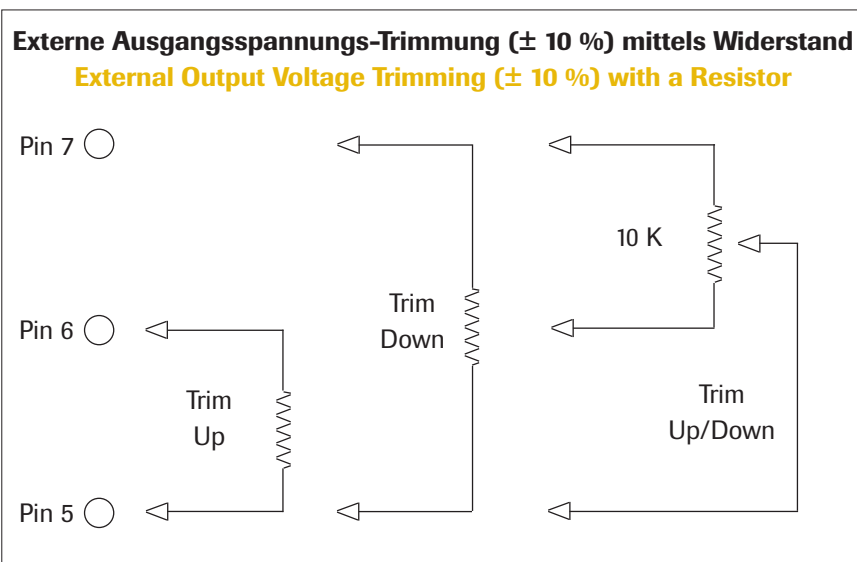 Externe Ausgangsspannungs-Trimmung (± 10 %) mittels Widerstand
External Output Voltage Trimming (± 10 %) with a Resistor
Pin 7
10 K
Trim
Down
Pin 6
Trim
Up
Trim
Up/Down
Pin 5